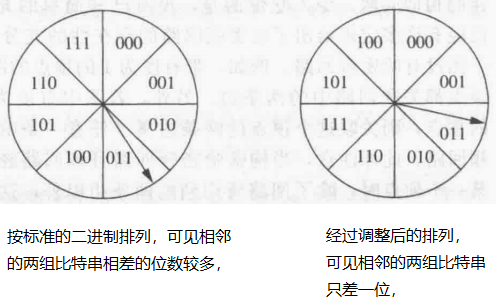 111 000
110 001
101 010
100 011
100 000
101 001
111 011
110 010
按标准的二进制排列，可见相邻
的两组比特串相差的位数较多，
经过调整后的排列，
可见相邻的两组比特串
只差一位，